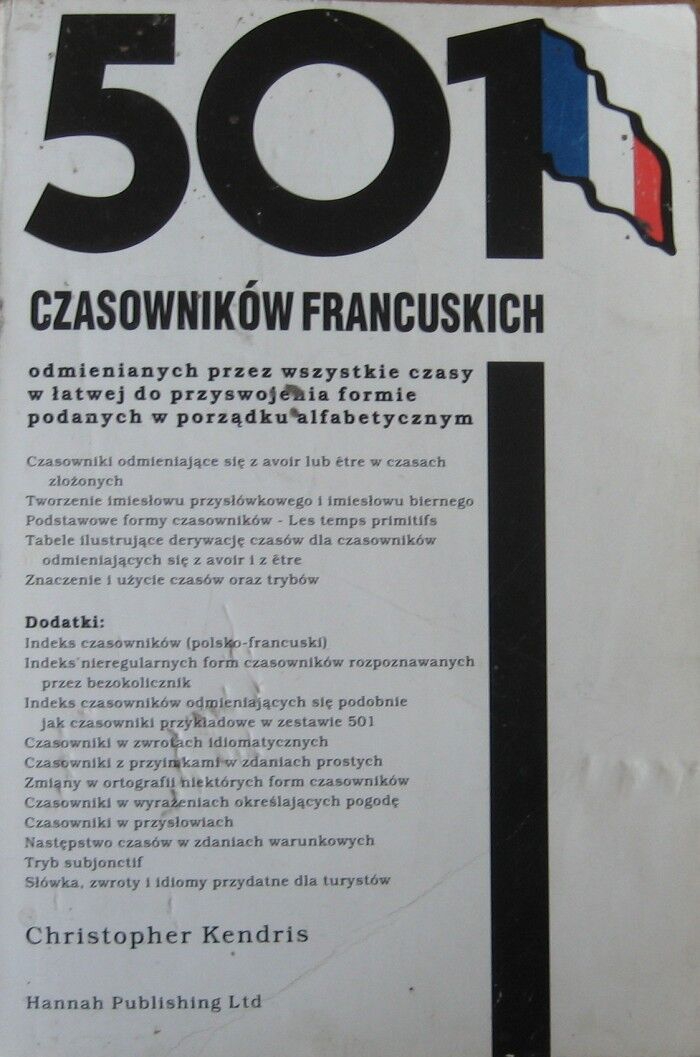 501
CZASOWNIKÓW FRANCUSKICH
odmienianych przez wszystkie czasy
w łatwej do przyswojenia formie
podanych w porządku alfabetycznym
Czasowniki odmieniające się z avoir lub être w czasach
złożonych
Tworzenie imiesłowu przysłówkowego i imiesłowu biernego
Podstawowe formy czasowników - Les temps primitifs
Tabele ilustrujące derywację czasów dla czasowników
odmieniających się z avoir i z être
Znaczenie i użycie czasów oraz trybów
Dodatki:
Indeks czasowników (polsko-francuski)
Indeks nieregularnych form czasowników rozpoznawanych
przez bezokolicznik
Indeks czasowników odmieniających się podobnie
jak czasowniki przykładowe w zestawie 501
Czasowniki w zwrotach idiomatycznych
Czasowniki z przyimkami w zdaniach prostych
Zmiany w ortografii niektórych form czasowników
Czasowniki w wyrażeniach określających pogodę
Czasowniki w przysłowiach
Następstwo czasów w zdaniach warunkowych
Tryb subjonctif
Słówka, zwroty i idiomy przydatne dla turystów
Christopher Kendris
Hannah Publishing Ltd